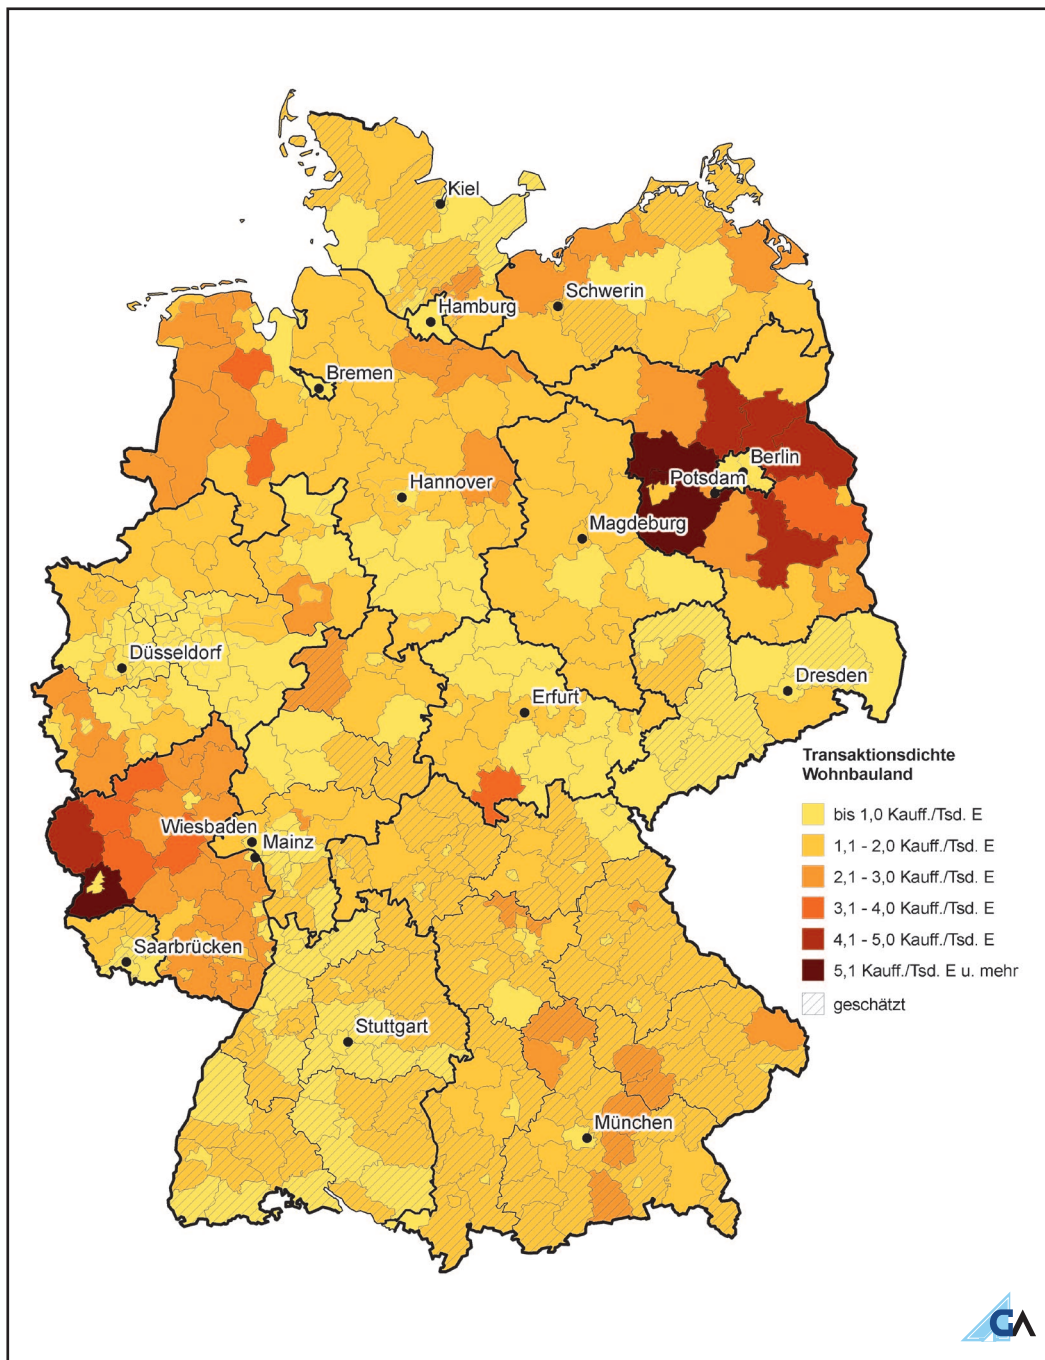 Kiel
Schwerin
Hamburg
Bremen
Berlin
Potsdam
Hannover
Magdeburg
Düsseldorf
Dresden
Erfurt
Wiesbaden
Mainz
Saarbrücken
Stuttgart
München
Transaktionsdichte
Wohnbauland
bis 1,0 Kauff./Tsd. E
1,1 - 2,0 Kauff./Tsd. E
2,1 - 3,0 Kauff./Tsd. E
3,1 - 4,0 Kauff./Tsd. E
4,1 - 5,0 Kauff./Tsd. E
5,1 Kauff./Tsd. E u. mehr
geschätzt
GA